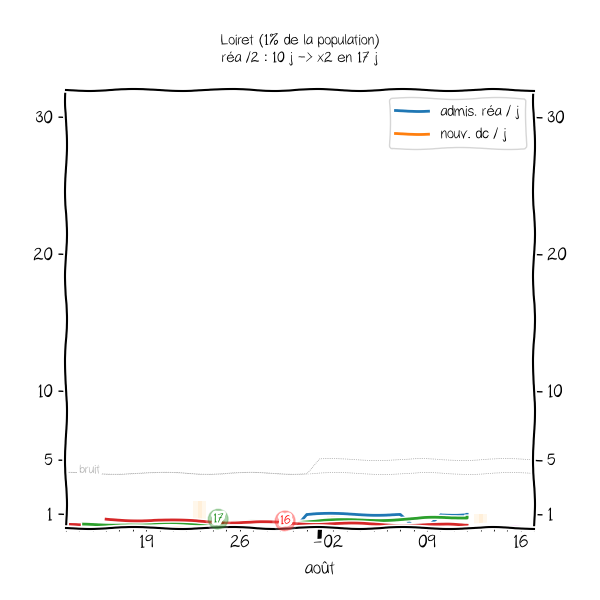 Loiret (1% de la population)
réa /2 : 10 j -> x2 en 17 j
admis. réa / j
nouv. dc / j
30
30
20
20
10
10
5
5
bruit
1
1
17
16
19
26
02
09
16
août